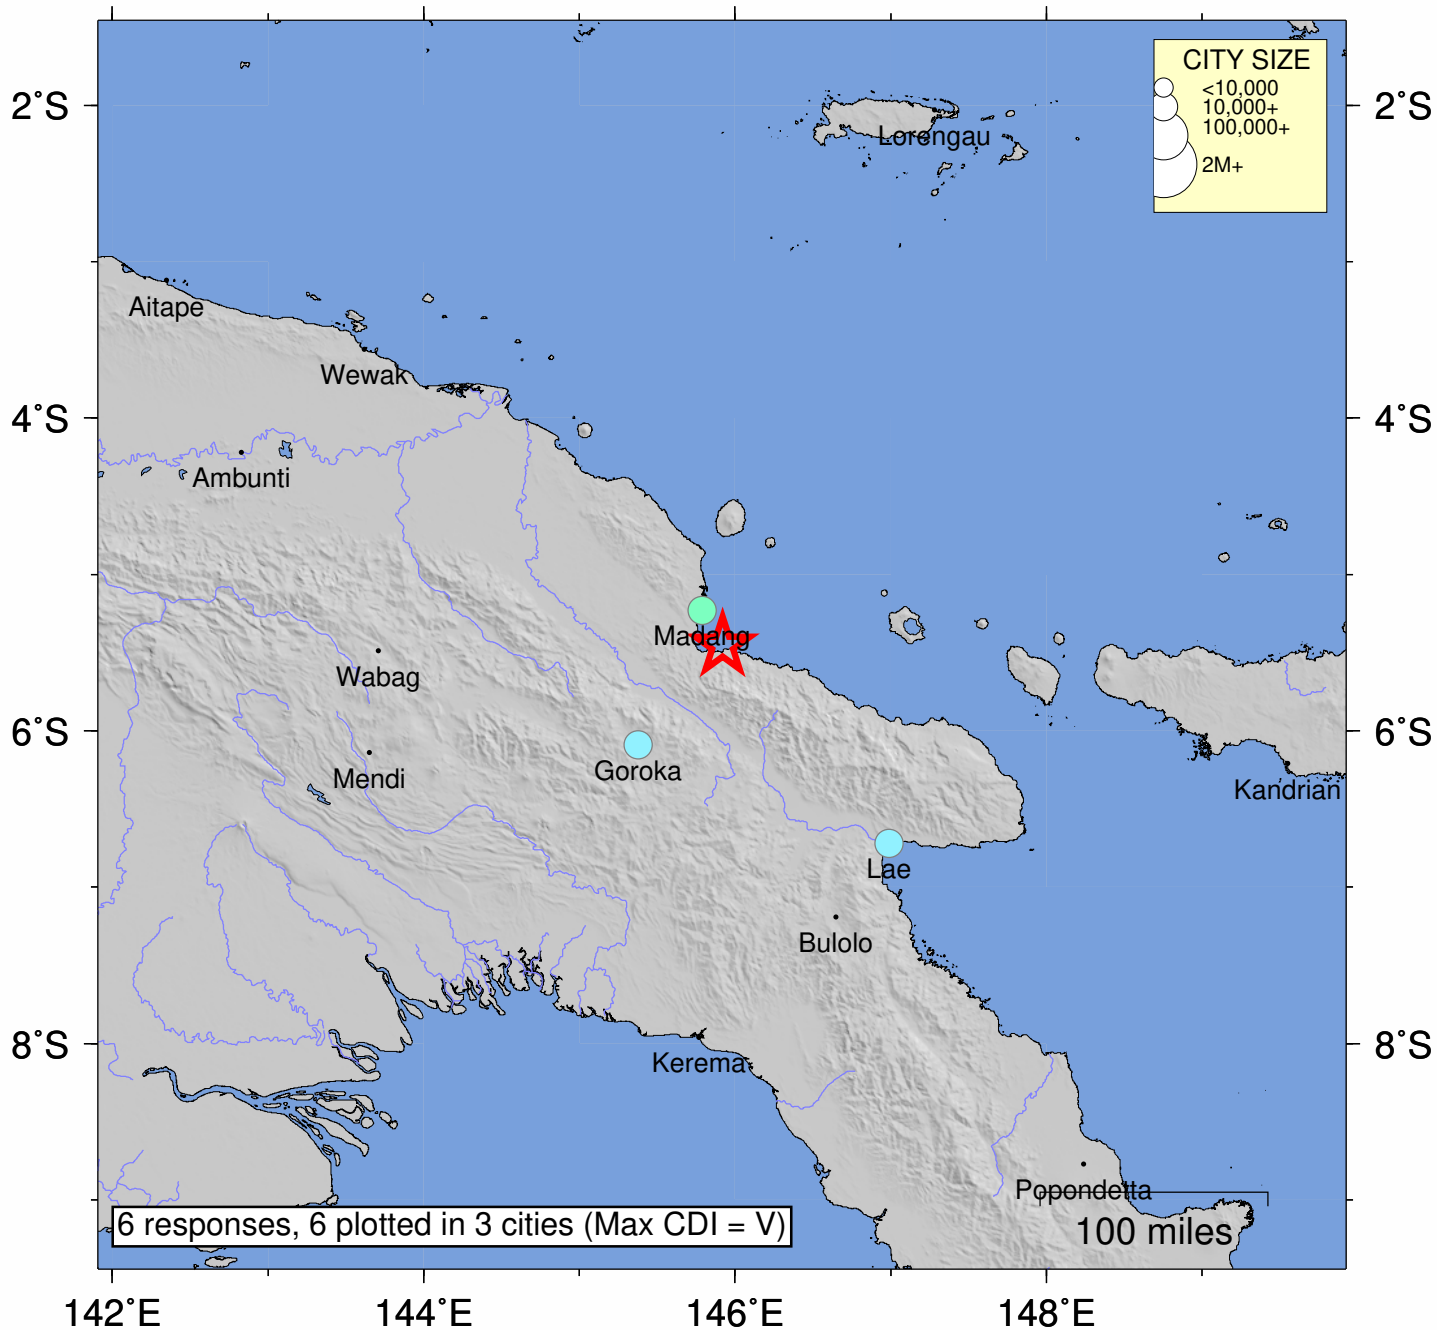 CITY SIZE
<10,000
10,000+
100,000+
2M+
2˚S
2˚S
Lorengau
Aitape
Wewak
4˚S
4˚S
Ambunti
Madang
Wabag
6˚S
6˚S
Goroka
Mendi
Kandrian
Lae
Bulolo
8˚S
8˚S
Kerema
Popondetta
6 responses, 6 plotted in 3 cities (Max CDI = V)
100 miles
142˚E
144˚E
146˚E
148˚E